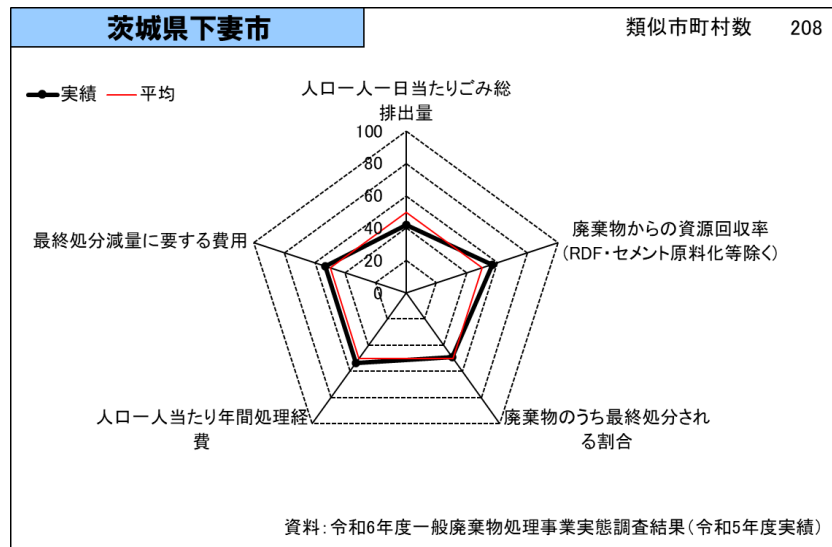 茨城県下妻市
類似市町村数 208
実績 平均
人口一人一日当たりごみ総
排出量
100
80
60
40
20
0
廃棄物からの資源回収率
(RDF・セメント原料化等除く)
最終処分減量に要する費用
人口一人当たり年間処理経
費
廃棄物のうち最終処分され
る割合
資料：令和6年度一般廃棄物処理事業実態調査結果(令和5年度実績)